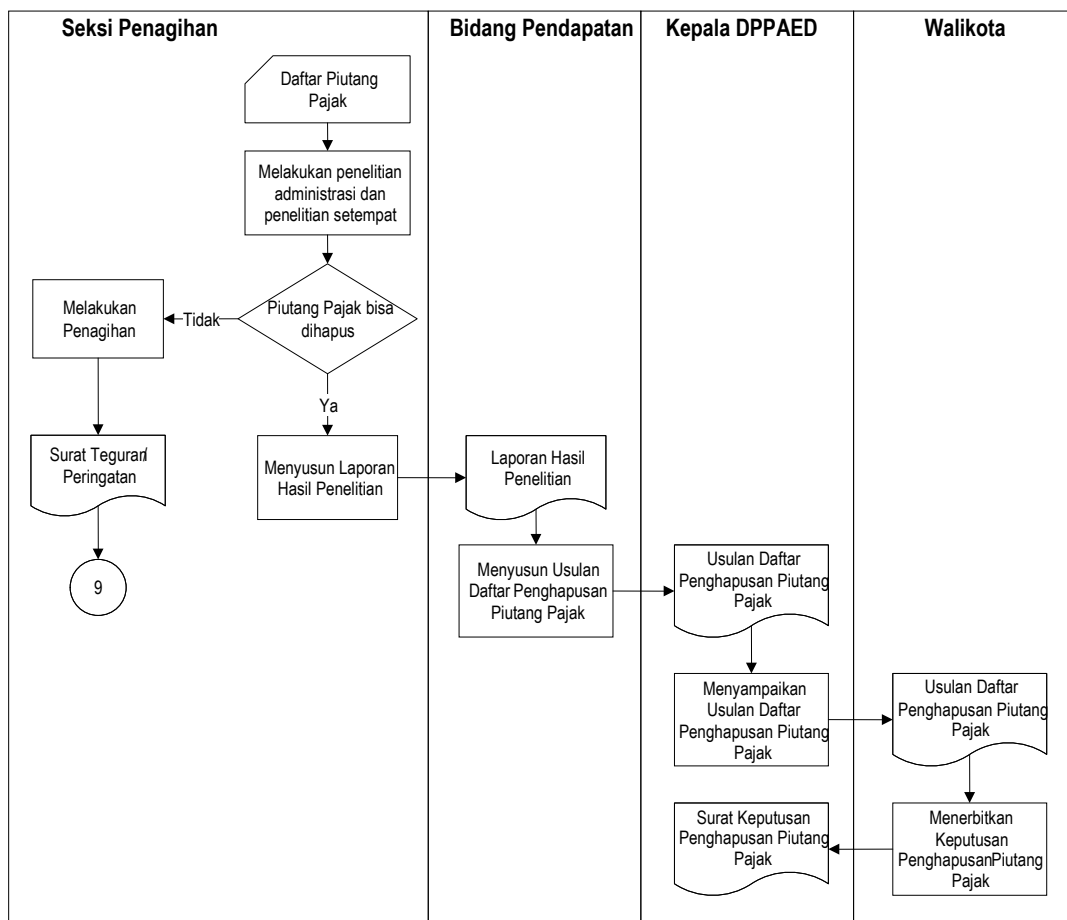 Seksi Penagihan
Bidang Pendapatan
Kepala DPPAED
Walikota
Daftar Piutang
Pajak
Melakukan penelitian
administrasi dan
penelitian setempat
Piutang Pajak bisa
dihapus
Tidak
Melakukan
Penagihan
Ya
Surat Teguran/
Peringatan
9
Menyusun Laporan
Hasil Penelitian
Laporan Hasil
Penelitian
Menyusun Usulan
Daftar Penghapusan
Piutang Pajak
Usulan Daftar
Penghapusan Piutang
Pajak
Menyampaikan
Usulan Daftar
Penghapusan Piutang
Pajak
Usulan Daftar
Penghapusan Piutang
Pajak
Menerbitkan
Keputusan
PenghapusanPiutang
Pajak
Surat Keputusan
Penghapusan Piutang
Pajak